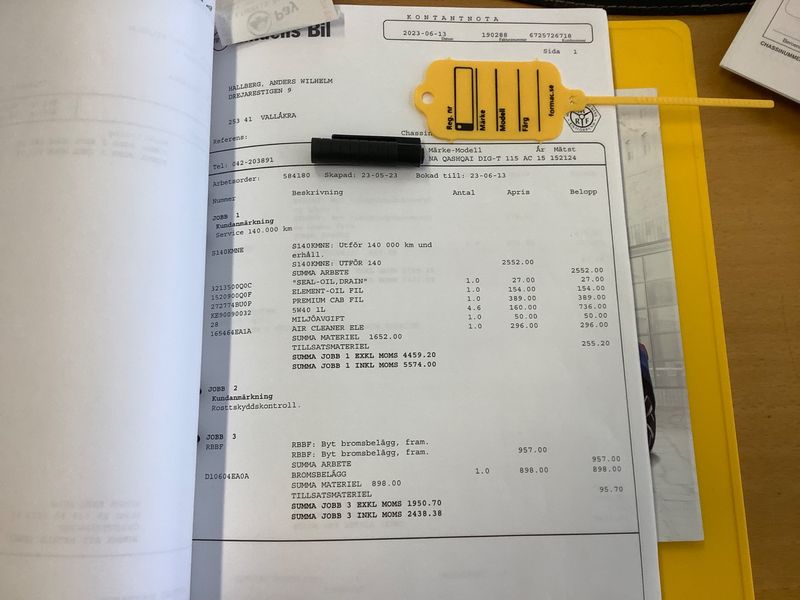 Pay
Bil
KONTANTNOTA
2023-06-13 190288 6725726718
Datum Fakturanummer Kundnummer
Sida 1
HALLBERG, ANDERS WILHELM
DREJARESTIGEN 9
253 41 VALLÅKRA
Reg. nr
Märke
Modell
Färg
formac.se
Referens:
Chassin
Tel: 042-203891
Märke-Modell År Mätst
NA QASHQAI DIG-T 115 AC 15 152124
Arbetsorder: 584180 Skapad: 23-05-23 Bokad till: 23-06-13
Nummer Beskrivning Antal Apris Belopp
JOBB 1
Kundanmärkning
Service 140.000 km
S140KMNE S140KMNE: Utför 140 000 km und
erhåll.
S140KMNE: UTFÖR 140 2552.00
SUMMA ARBETE 2552.00
3213500Q0C "SEAL-OIL,DRAIN" 1.0 27.00 27.00
1520900Q0F ELEMENT-OIL FIL 1.0 154.00 154.00
272774BU0P PREMIUM CAB FIL 1.0 389.00 389.00
KE90090032 5W40 1L 4.6 160.00 736.00
28 MILJÖAVGIFT 1.0 50.00 50.00
165464EA1A AIR CLEANER ELE 1.0 296.00 296.00
SUMMA MATERIEL 1652.00
TILLSATSMATERIEL 255.20
SUMMA JOBB 1 EXKL MOMS 4459.20
SUMMA JOBB 1 INKL MOMS 5574.00
JOBB 2
Kundanmärkning
Rosttskyddskontroll.
JOBB 3
RBBF RBBF: Byt bromsbelägg, fram.
RBBF: Byt bromsbelägg, fram. 957.00
SUMMA ARBETE 957.00
D10604EA0A BROMSBELÄGG 1.0 898.00 898.00
SUMMA MATERIEL 898.00
TILLSATSMATERIEL 95.70
SUMMA JOBB 3 EXKL MOMS 1950.70
SUMMA JOBB 3 INKL MOMS 2438.38
CHASSINUMMER